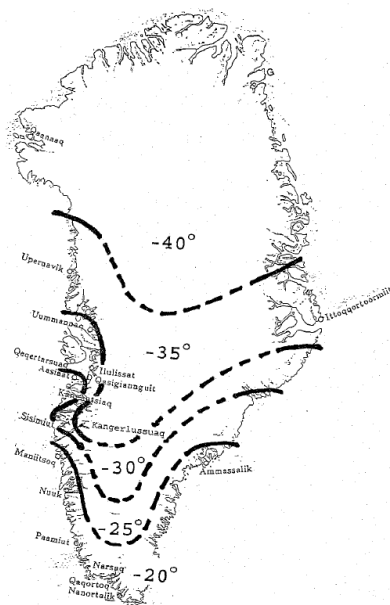 Qaanaaq
-40°
Upernavik
Ittoqqortoormiit
Uummannaq
-35°
Ilulissat
Qeqertarsuaq
Qasigiannguit
Aasiaat
Kangaatsiaq
Sisimiut
Kangerlussuaq
-30°
Maniitsoq
Ammassalik
Nuuk
-25°
Paamiut
Narsaq
-20°
Qaqortoq
Nanortalik